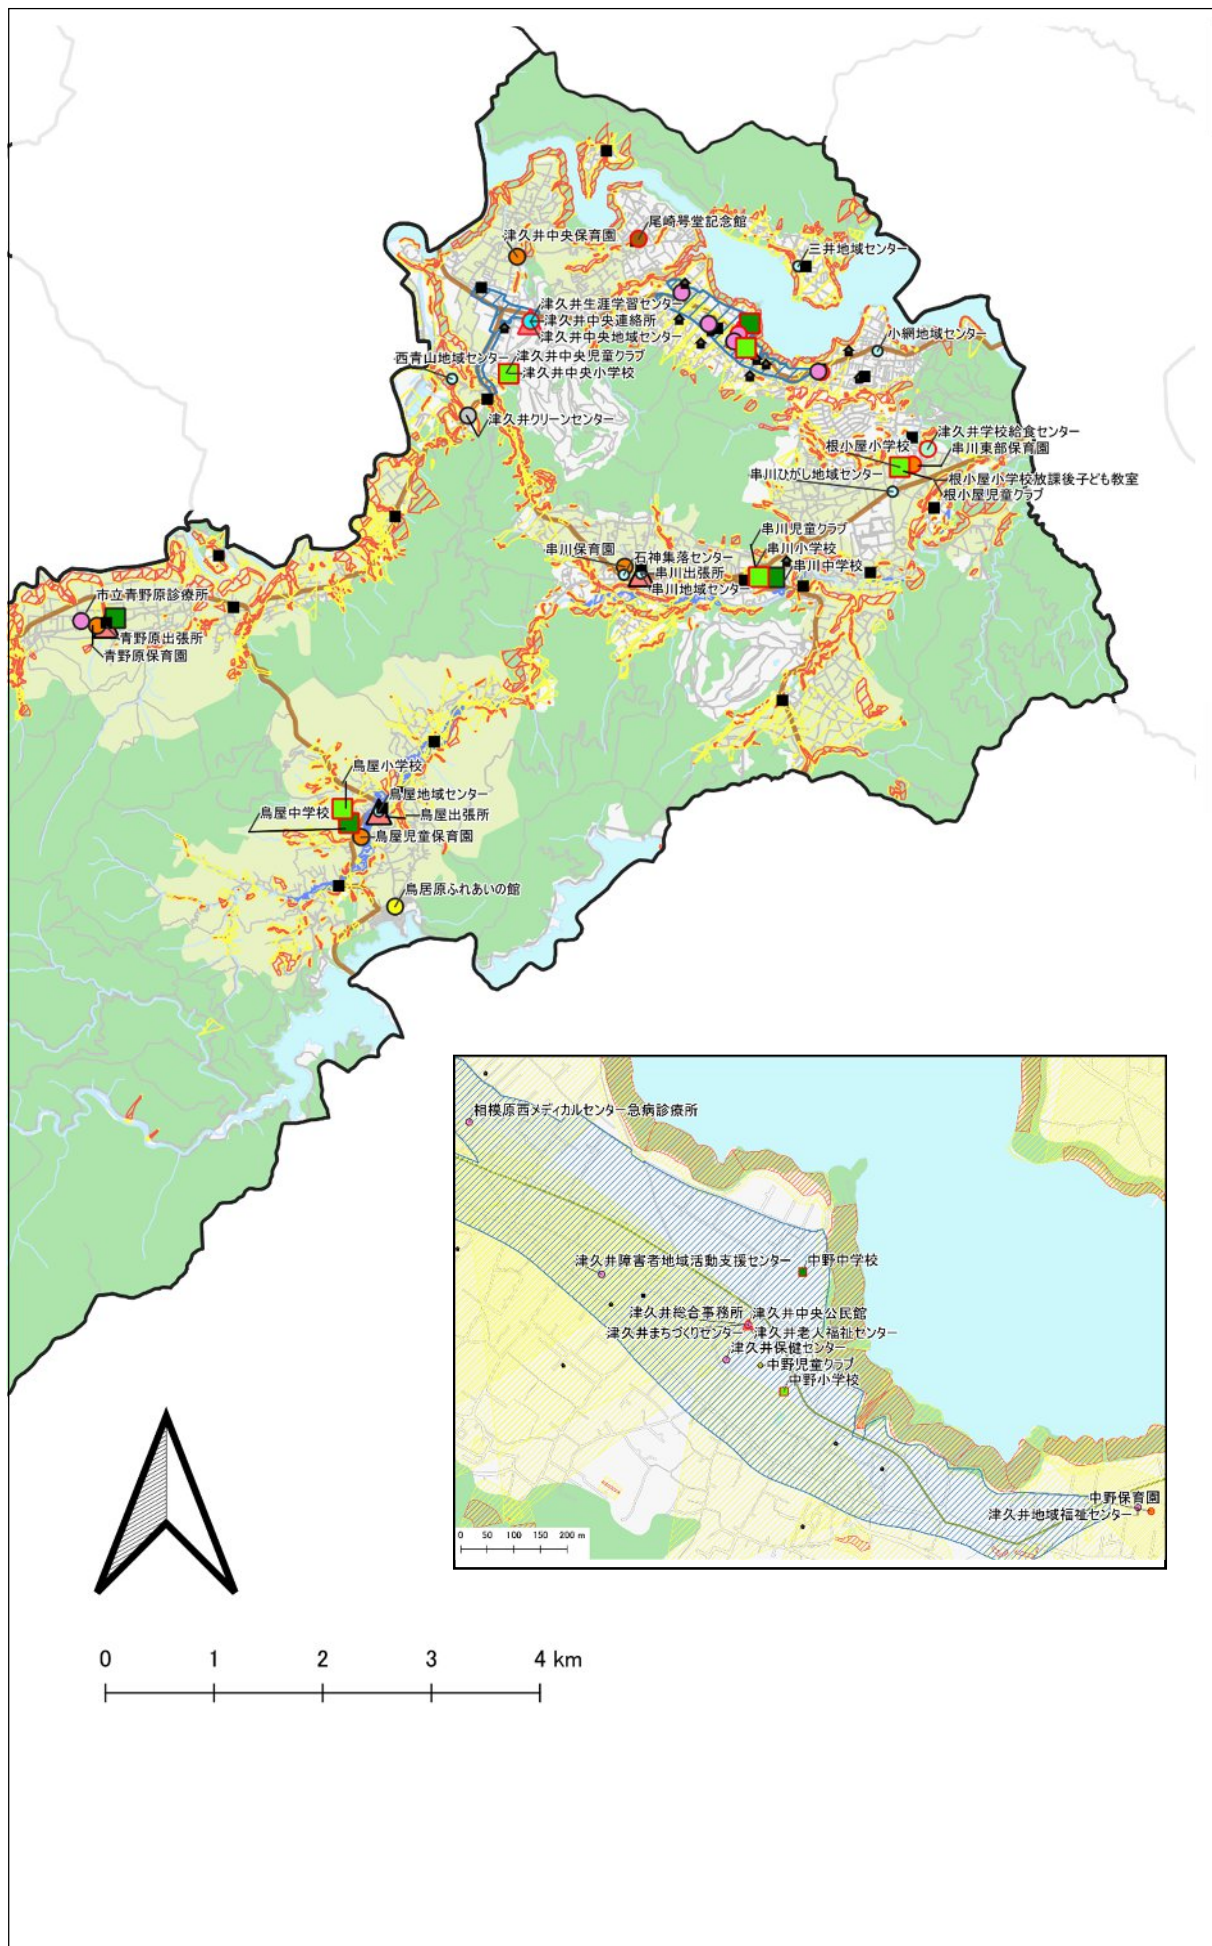 尾崎咢堂記念館
津久井中央保育園
三井地域センター
津久井生涯学習センター
津久井中央連絡所
津久井中央地域センター
小網地域センター
西青山地域センター
津久井中央児童クラブ
津久井中央小学校
津久井クリーンセンター
津久井学校給食センター
根小屋小学校
串川東部保育園
串川ひがし地域センター
根小屋小学校放課後子ども教室
根小屋児童クラブ
串川児童クラブ
串川保育園
石神集落センター
串川小学校
串川出張所
串川中学校
串川地域センター
市立青野原診療所
青野原出張所
青野原保育園
鳥屋小学校
鳥屋地域センター
鳥屋中学校
鳥屋出張所
鳥屋児童保育園
鳥居原ふれあいの館
相模原西メディカルセンター急病診療所
津久井障害者地域活動支援センター
中野中学校
津久井総合事務所
津久井中央公民館
津久井まちづくりセンター
津久井老人福祉センター
津久井保健センター
中野児童クラブ
中野小学校
中野保育園
津久井地域福祉センター
0 50 100 150 200 m
0 1 2 3 4 km